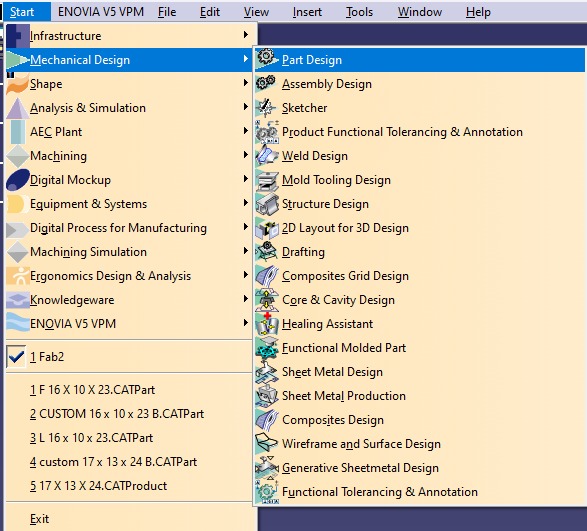 Start ENOVIA V5 VPM File Edit View Insert Tools Window Help
Infrastructure
Mechanical Design
Shape
Analysis & Simulation
AEC Plant
Machining
Digital Mockup
Equipment & Systems
Digital Process for Manufacturing
Machining Simulation
Ergonomics Design & Analysis
Knowledgeware
ENOVIA V5 VPM
1 Fab2
1 F 16 X 10 X 23.CATPart
2 CUSTOM 16 x 10 x 23 B.CATPart
3 L 16 x 10 x 23.CATPart
4 custom 17 x 13 x 24 B.CATPart
5 17 X 13 X 24.CATProduct
Exit
Part Design
Assembly Design
Sketcher
Product Functional Tolerancing & Annotation
Weld Design
Mold Tooling Design
Structure Design
2D Layout for 3D Design
Drafting
Composites Grid Design
Core & Cavity Design
Healing Assistant
Functional Molded Part
Sheet Metal Design
Sheet Metal Production
Composites Design
Wireframe and Surface Design
Generative Sheetmetal Design
Functional Tolerancing & Annotation